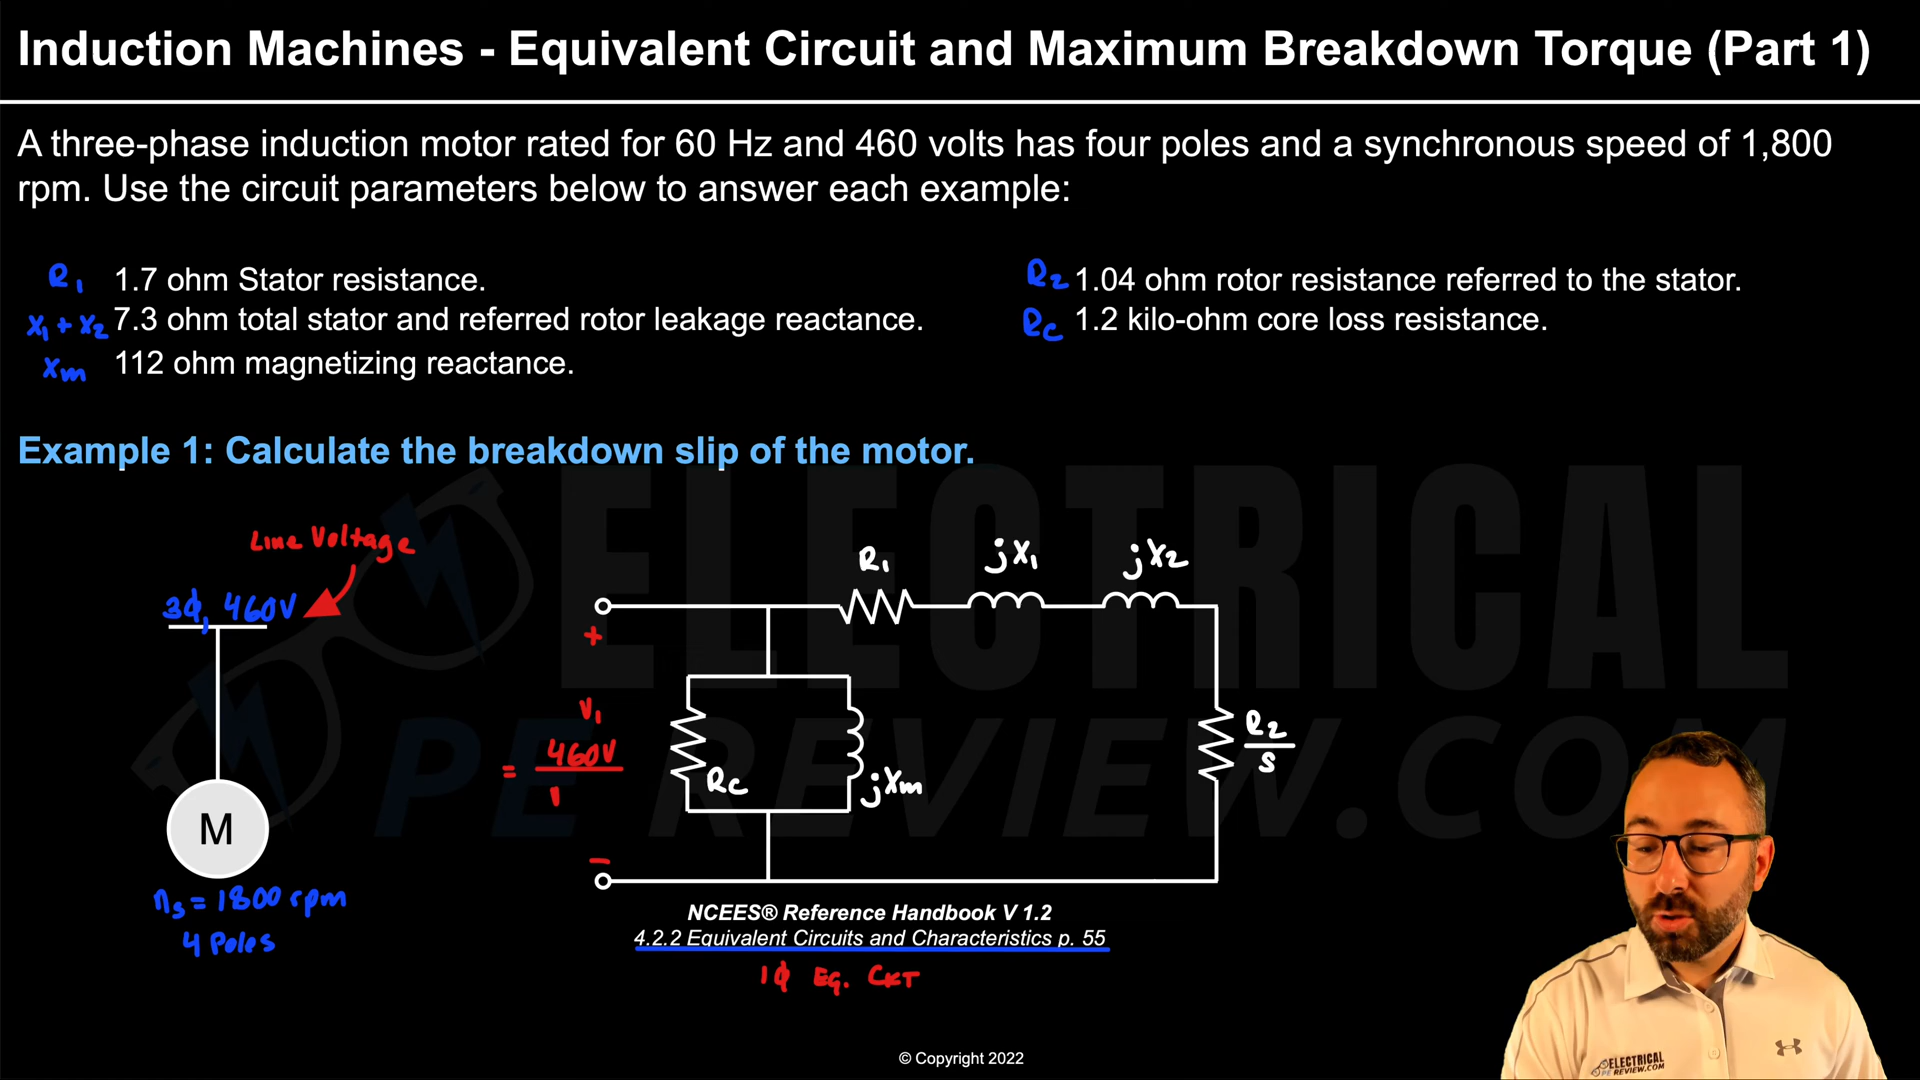 Induction Machines - Equivalent Circuit and Maximum Breakdown Torque (Part 1)
A three-phase induction motor rated for 60 Hz and 460 volts has four poles and a synchronous speed of 1,800
rpm. Use the circuit parameters below to answer each example:
R1 1.7 ohm Stator resistance.
X1 + X2 7.3 ohm total stator and referred rotor leakage reactance.
Xm 112 ohm magnetizing reactance.
R2 1.04 ohm rotor resistance referred to the stator.
Rc 1.2 kilo-ohm core loss resistance.
Example 1: Calculate the breakdown slip of the motor.
ELECTRICAL
PE REVIEW.COM
Line Voltage
3ϕ, 460V
M
ns = 1800 rpm
4 Poles
R1
jX1
jX2
+
V1
= 460V
1
−
Rc
jXm
R2
s
NCEES® Reference Handbook V 1.2
4.2.2 Equivalent Circuits and Characteristics p. 55
1ϕ Eq. CKT
© Copyright 2022
ELECTRICAL
PE REVIEW.COM